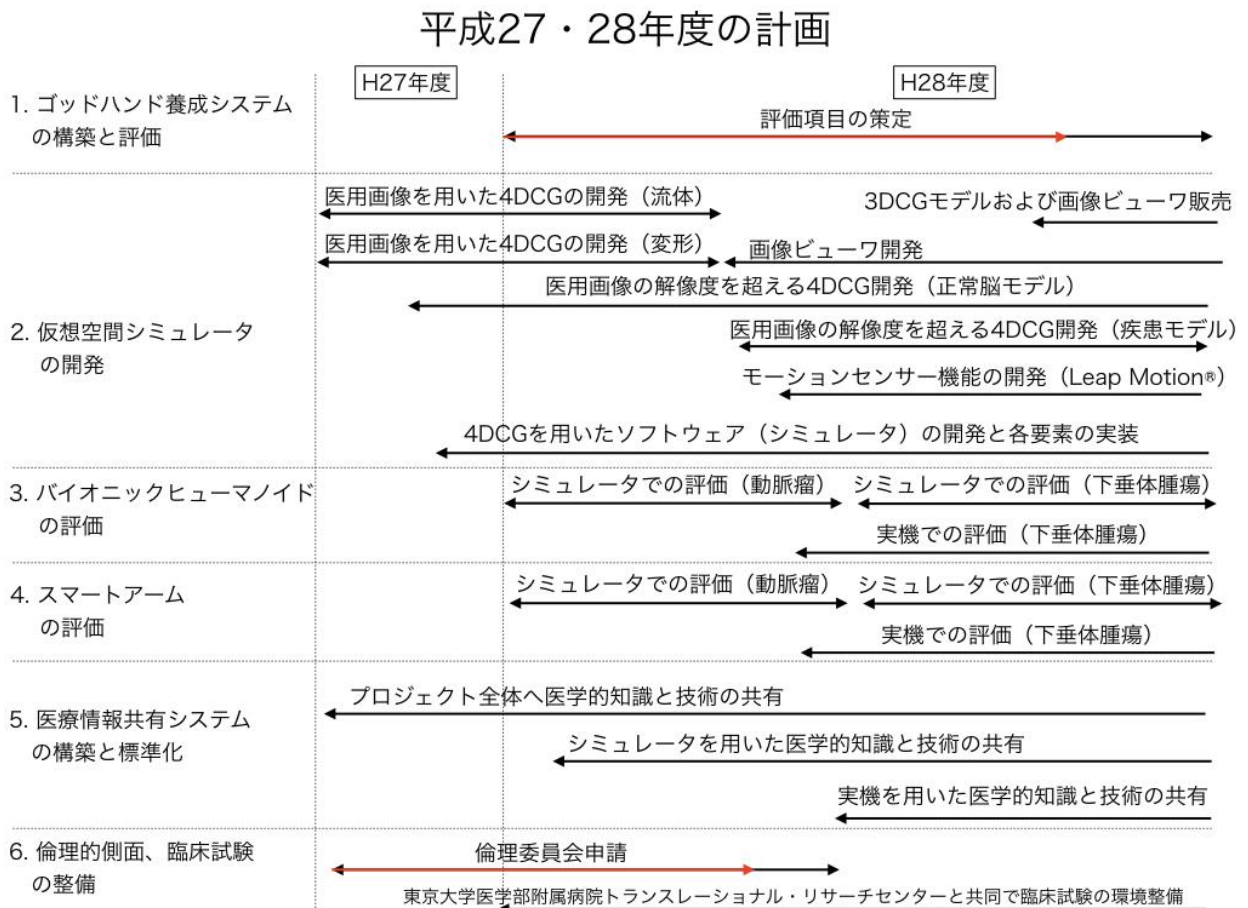 平成27・28年度の計画
H27年度
H28年度
1. ゴッドハンド養成システム
の構築と評価
評価項目の策定
2. 仮想空間シミュレータ
の開発
医用画像を用いた4DCGの開発（流体）
3DCGモデルおよび画像ビューワ販売
医用画像を用いた4DCGの開発（変形）
画像ビューワ開発
医用画像の解像度を超える4DCG開発（正常脳モデル）
医用画像の解像度を超える4DCG開発（疾患モデル）
モーションセンサー機能の開発（Leap Motion®）
4DCGを用いたソフトウェア（シミュレータ）の開発と各要素の実装
3. バイオニックヒューマノイド
の評価
シミュレータでの評価（動脈瘤）
シミュレータでの評価（下垂体腫瘍）
実機での評価（下垂体腫瘍）
4. スマートアーム
の評価
シミュレータでの評価（動脈瘤）
シミュレータでの評価（下垂体腫瘍）
実機での評価（下垂体腫瘍）
5. 医療情報共有システム
の構築と標準化
プロジェクト全体へ医学的知識と技術の共有
シミュレータを用いた医学的知識と技術の共有
実機を用いた医学的知識と技術の共有
6. 倫理的側面、臨床試験
の整備
倫理委員会申請
東京大学医学部附属病院トランスレーショナル・リサーチセンターと共同で臨床試験の環境整備